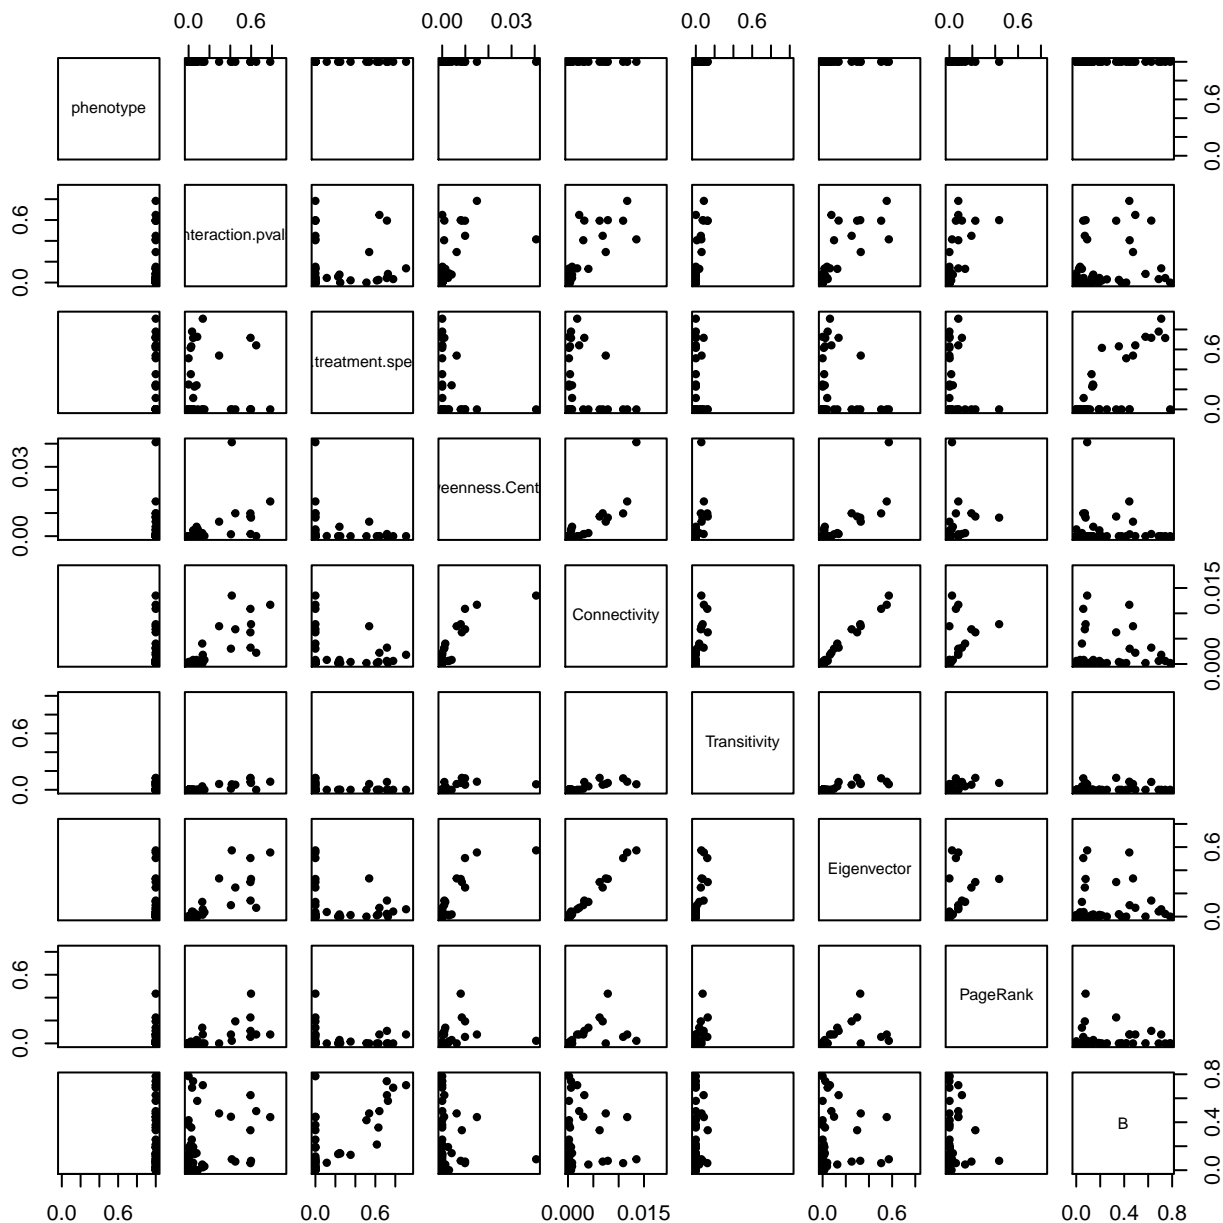 0.0 0.6 0.00 0.03 0.0 0.6 0.0 0.6
phenotype 0.0 0.6
0.0 0.6 nteraction.pval
.treatment.spe 0.0 0.6
0.00 0.03 eenness.Cent
Connectivity 0.000 0.015
0.0 0.6 Transitivity
Eigenvector 0.0 0.6
0.0 0.6 PageRank
B 0.0 0.4 0.8
0.0 0.6 0.0 0.6 0.000 0.015 0.0 0.6 0.0 0.4 0.8